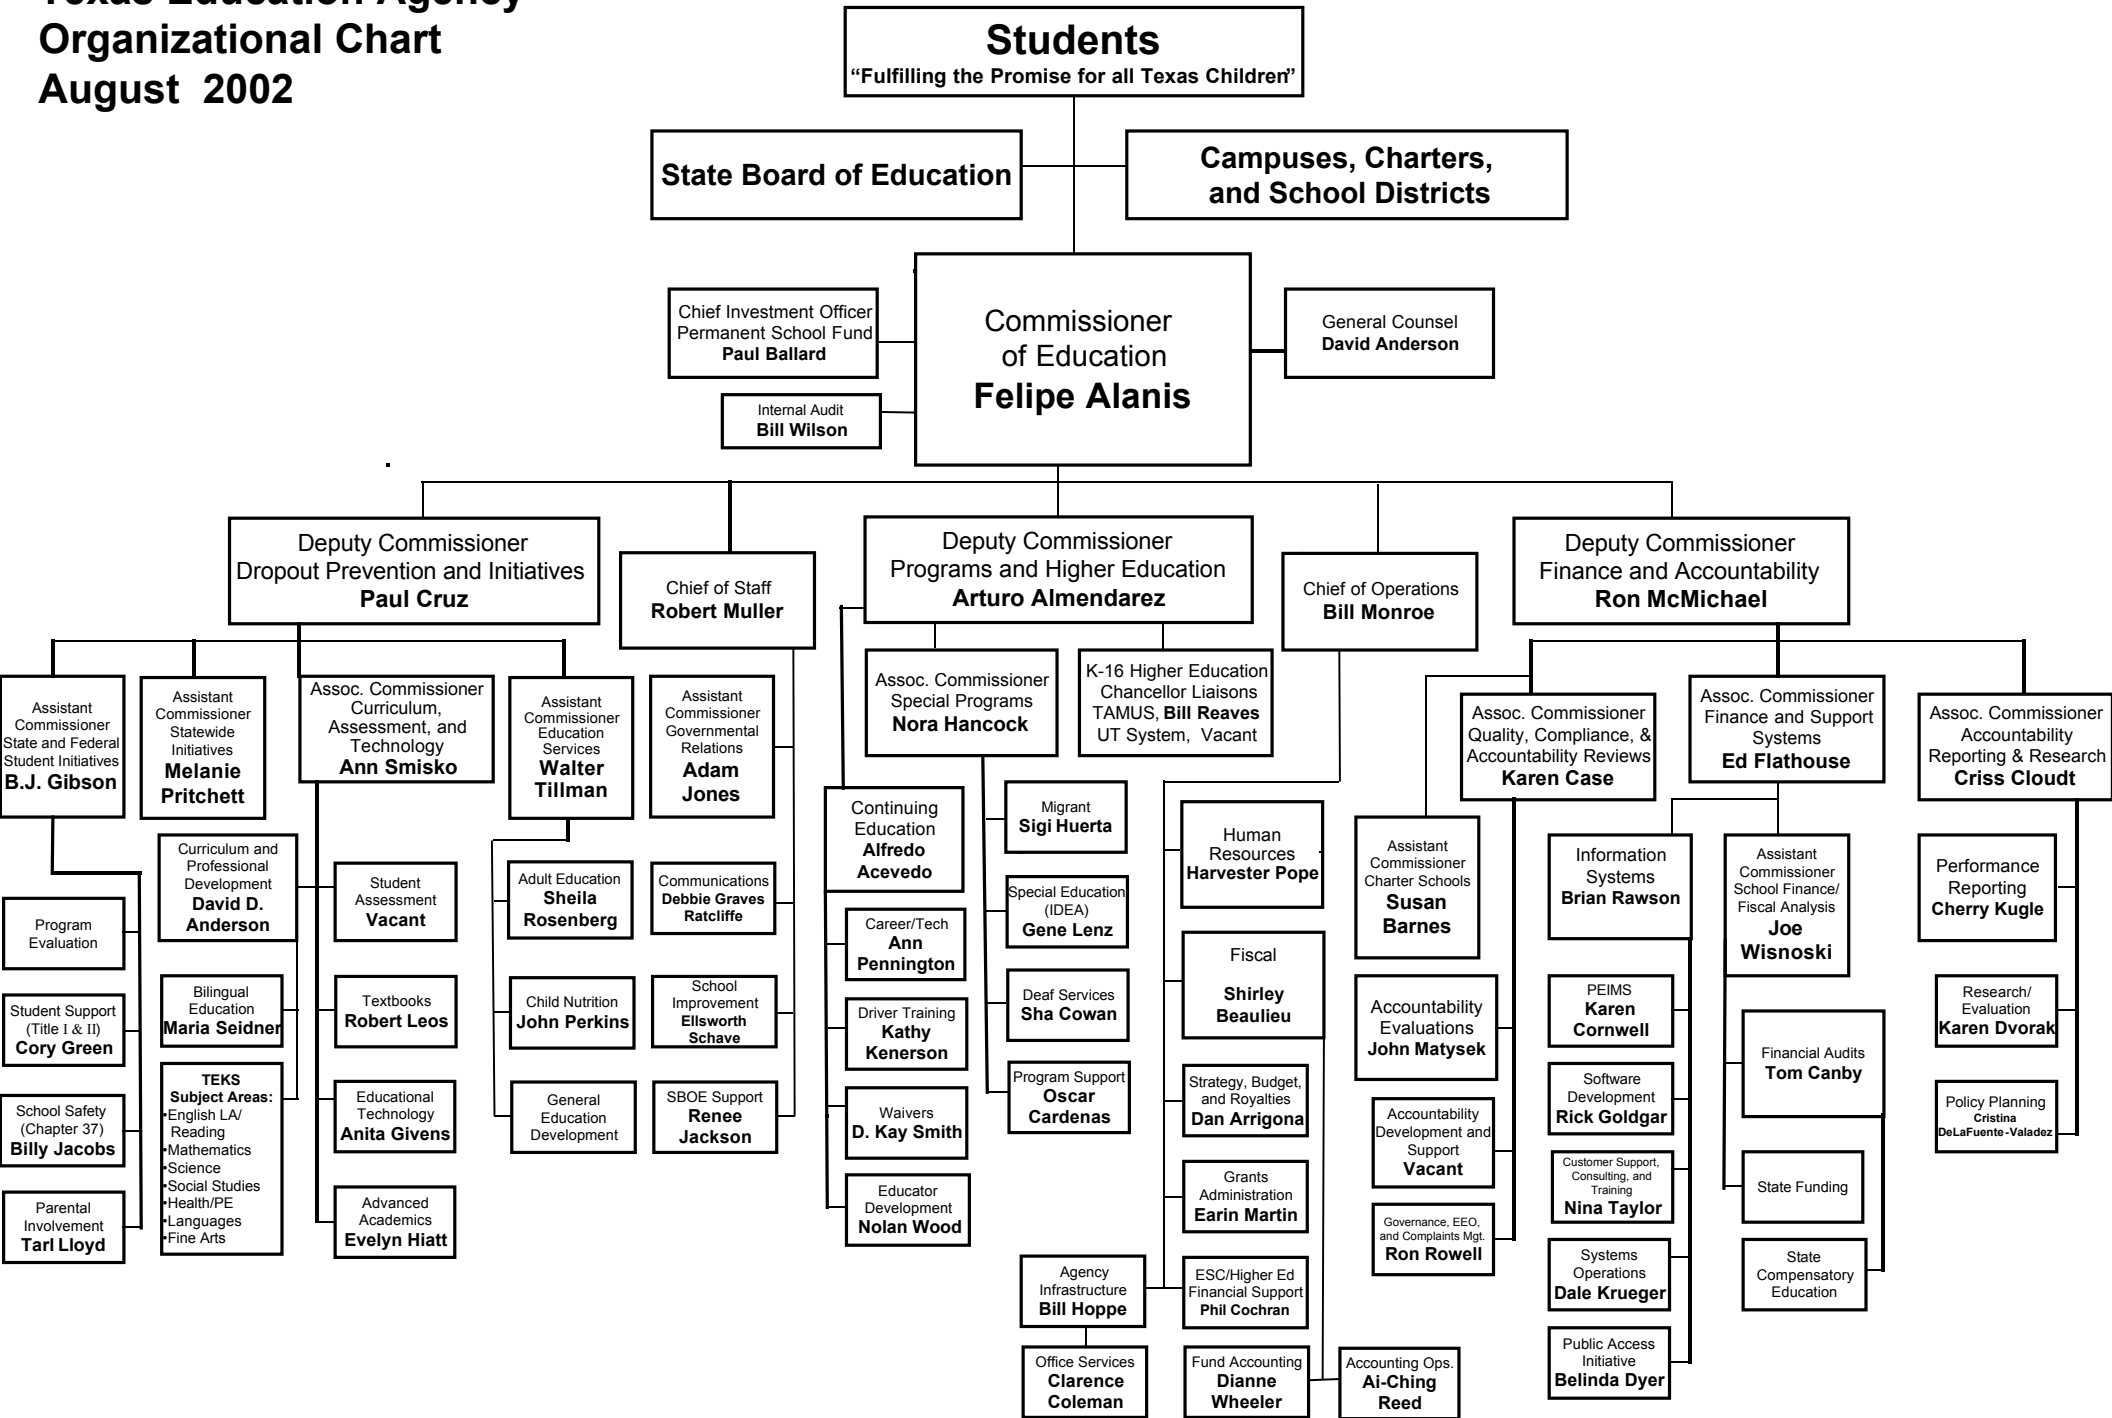 Texas Education Agency
Organizational Chart
August 2002
Students
“Fulfilling the Promise for all Texas Children”
State Board of Education
Campuses, Charters,
and School Districts
Chief Investment Officer
Permanent School Fund
Paul Ballard
Internal Audit
Bill Wilson
Commissioner
of Education
Felipe Alanis
General Counsel
David Anderson
Deputy Commissioner
Dropout Prevention and Initiatives
Paul Cruz
Chief of Staff
Robert Muller
Deputy Commissioner
Programs and Higher Education
Arturo Almendarez
Chief of Operations
Bill Monroe
Deputy Commissioner
Finance and Accountability
Ron McMichael
Assistant
Commissioner
State and Federal
Student Initiatives
B.J. Gibson
Assistant
Commissioner
Statewide
Initiatives
Melanie
Pritchett
Assoc. Commissioner
Curriculum,
Assessment, and
Technology
Ann Smisko
Assistant
Commissioner
Education
Services
Walter
Tillman
Assistant
Commissioner
Governmental
Relations
Adam
Jones
Assoc. Commissioner
Special Programs
Nora Hancock
K-16 Higher Education
Chancellor Liaisons
TAMUS, Bill Reaves
UT System, Vacant
Assoc. Commissioner
Quality, Compliance, &
Accountability Reviews
Karen Case
Assoc. Commissioner
Finance and Support
Systems
Ed Flathouse
Assoc. Commissioner
Accountability
Reporting & Research
Criss Cloudt
Program
Evaluation
Student Support
(Title I & II)
Cory Green
School Safety
(Chapter 37)
Billy Jacobs
Parental
Involvement
Tarl Lloyd
Curriculum and
Professional
Development
David D.
Anderson
Bilingual
Education
Maria Seidner
TEKS
Subject Areas:
•English LA/
Reading
•Mathematics
•Science
•Social Studies
•Health/PE
•Languages
•Fine Arts
Student
Assessment
Vacant
Textbooks
Robert Leos
Educational
Technology
Anita Givens
Advanced
Academics
Evelyn Hiatt
Adult Education
Sheila
Rosenberg
Child Nutrition
John Perkins
General
Education
Development
Communications
Debbie Graves
Ratcliffe
School
Improvement
Ellsworth
Schave
SBOE Support
Renee
Jackson
Continuing
Education
Alfredo
Acevedo
Career/Tech
Ann
Pennington
Driver Training
Kathy
Kenerson
Waivers
D. Kay Smith
Educator
Development
Nolan Wood
Migrant
Sigi Huerta
Special Education
(IDEA)
Gene Lenz
Deaf Services
Sha Cowan
Program Support
Oscar
Cardenas
Human
Resources
Harvester Pope
Fiscal
Shirley
Beaulieu
Strategy, Budget,
and Royalties
Dan Arrigona
Grants
Administration
Earin Martin
Agency
Infrastructure
Bill Hoppe
ESC/Higher Ed
Financial Support
Phil Cochran
Office Services
Clarence
Coleman
Fund Accounting
Dianne
Wheeler
Accounting Ops.
Ai-Ching
Reed
Assistant
Commissioner
Charter Schools
Susan
Barnes
Accountability
Evaluations
John Matysek
Accountability
Development and
Support
Vacant
Governance, EEO,
and Complaints Mgt.
Ron Rowell
Information
Systems
Brian Rawson
PEIMS
Karen
Cornwell
Software
Development
Rick Goldgar
Customer Support,
Consulting, and
Training
Nina Taylor
Systems
Operations
Dale Krueger
Public Access
Initiative
Belinda Dyer
Assistant
Commissioner
School Finance/
Fiscal Analysis
Joe
Wisnoski
Financial Audits
Tom Canby
State Funding
State
Compensatory
Education
Performance
Reporting
Cherry Kugle
Research/
Evaluation
Karen Dvorak
Policy Planning
Cristina
DeLaFuente-Valadez